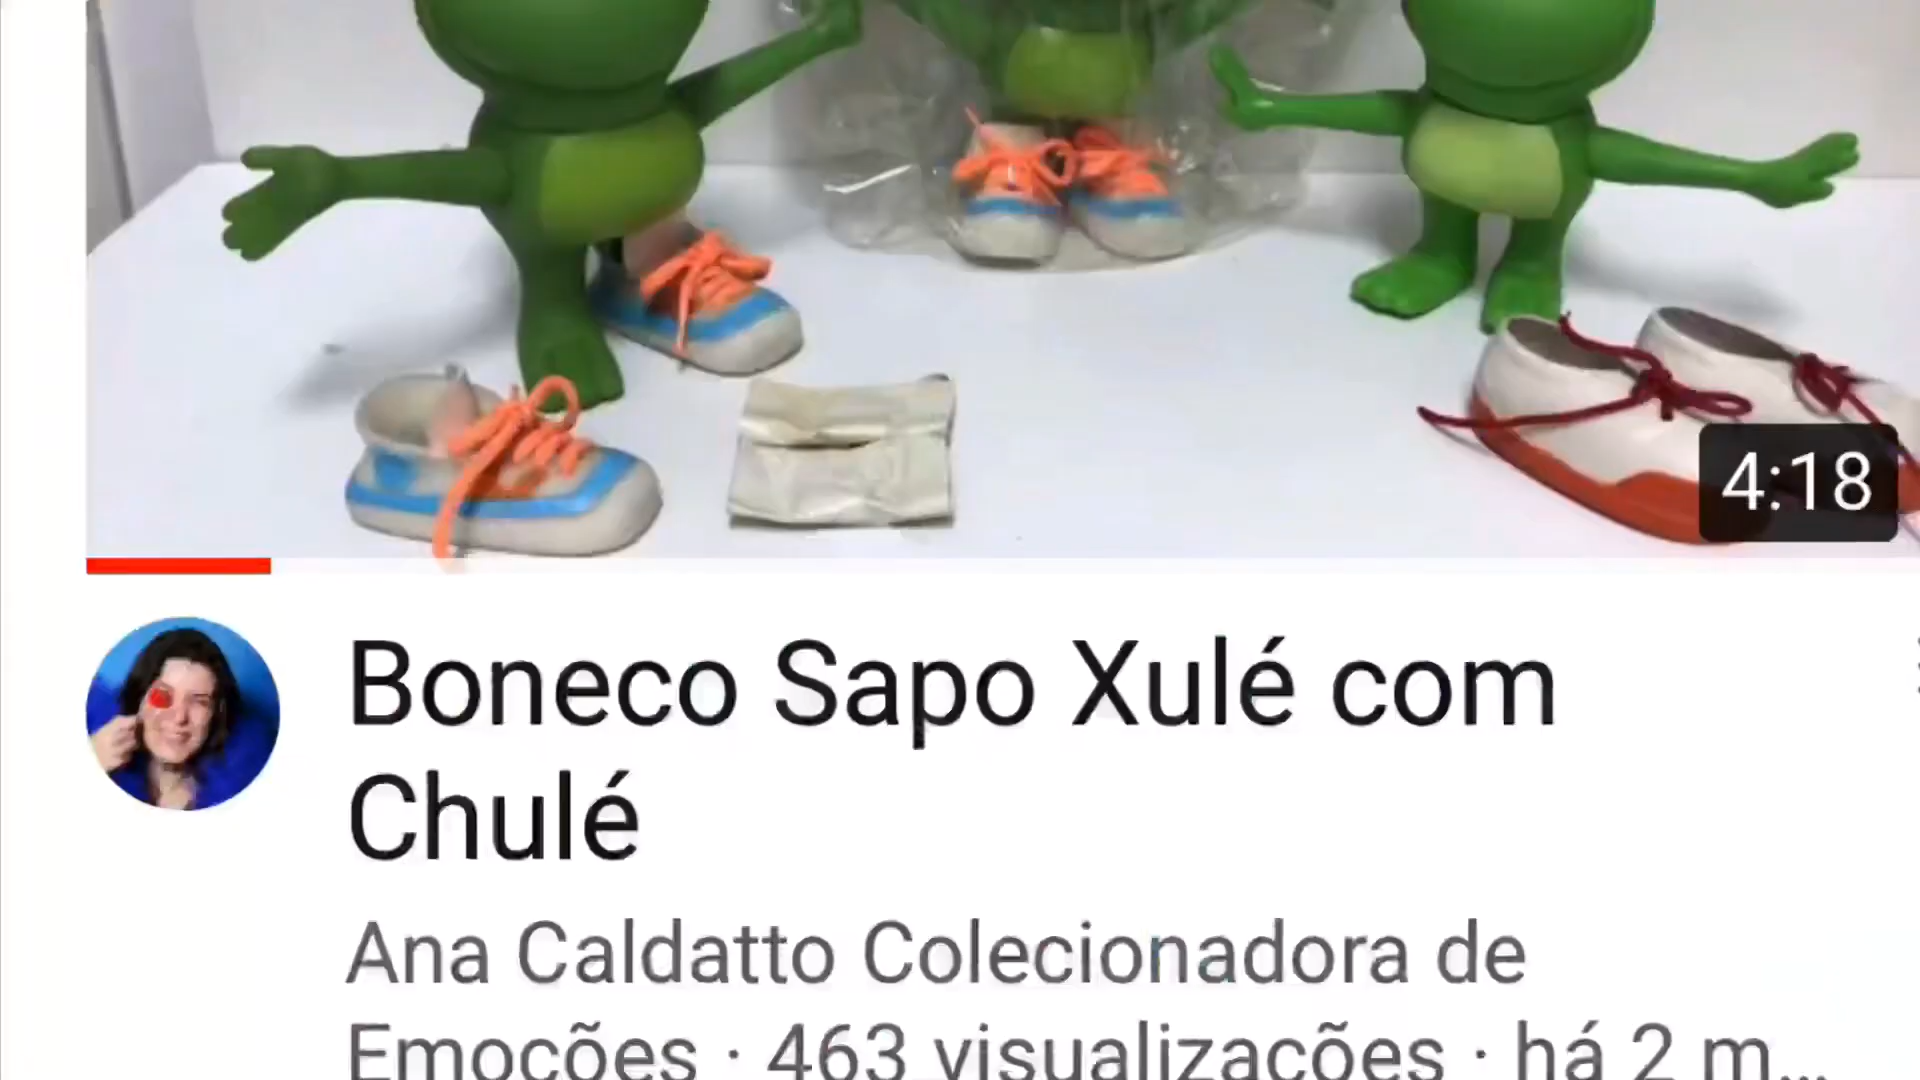 4:18
Boneco Sapo Xulé com
Chulé
Ana Caldatto Colecionadora de
Emoções · 463 visualizações · há 2 m...